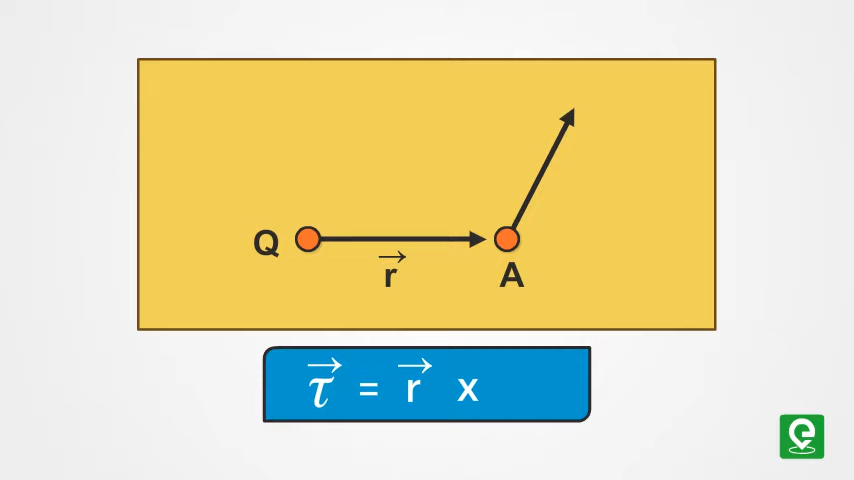 Q
r⃗
A
τ⃗ = r⃗ x